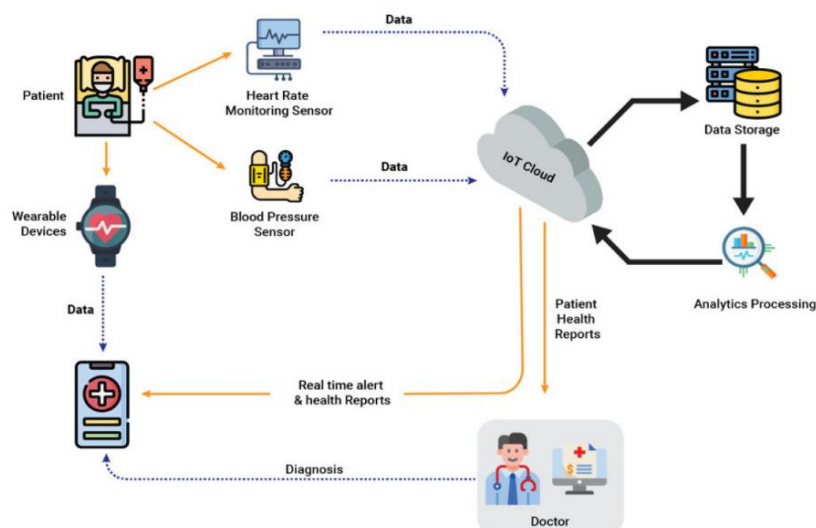 Data
Patient
Heart Rate
Monitoring Sensor
Data Storage
IoT Cloud
Data
Wearable
Devices
Blood Pressure
Sensor
Analytics Processing
Data
Patient
Health
Reports
Real time alert
& health Reports
Diagnosis
Doctor